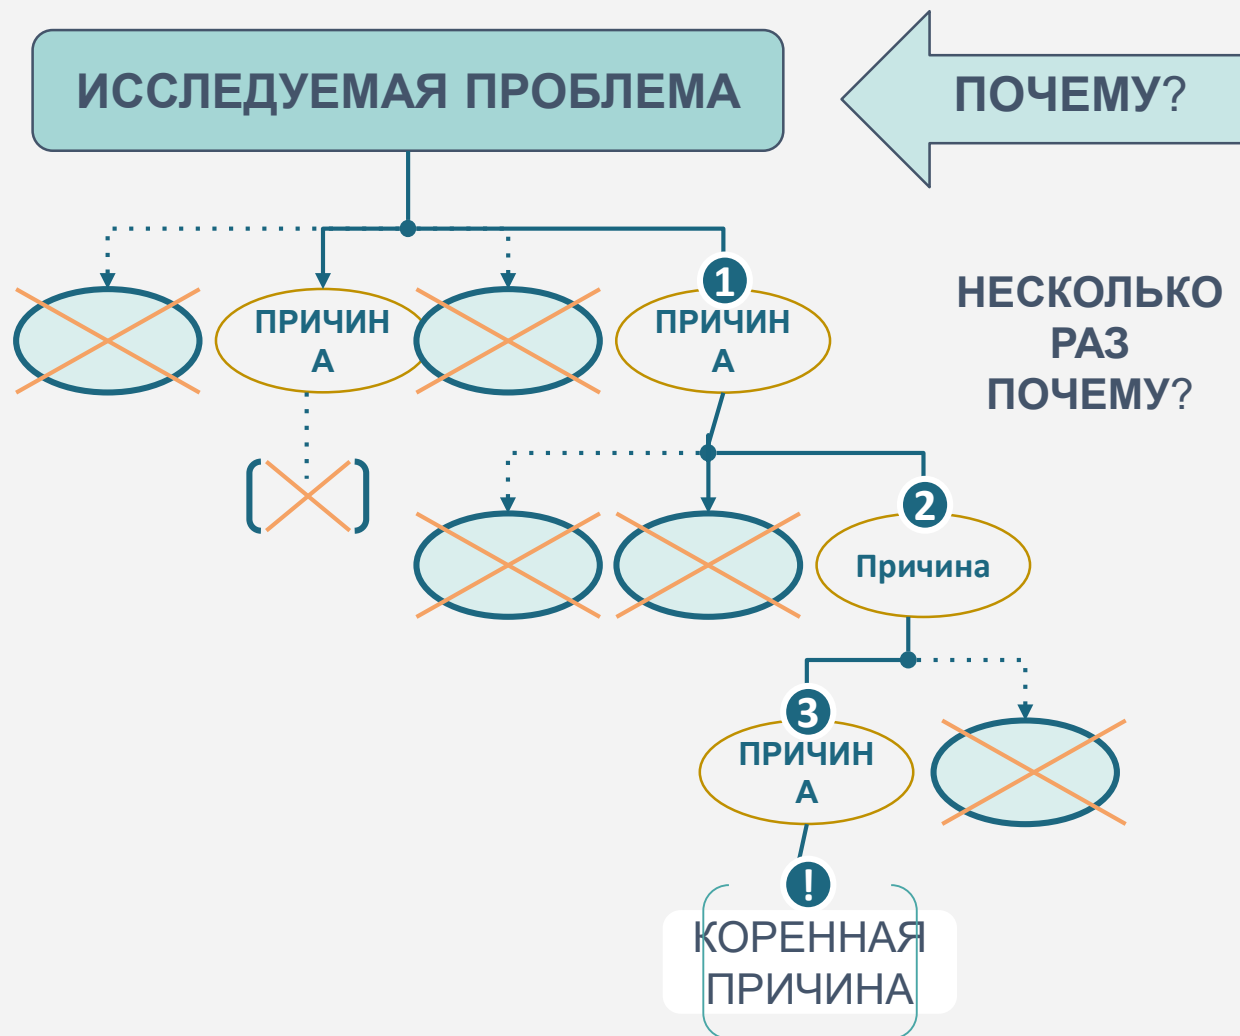 ИССЛЕДУЕМАЯ ПРОБЛЕМА
ПОЧЕМУ?
НЕСКОЛЬКО
РАЗ
ПОЧЕМУ?
ПРИЧИН
А
1
ПРИЧИН
А
2
Причина
3
ПРИЧИН
А
!
КОРЕННАЯ
ПРИЧИНА